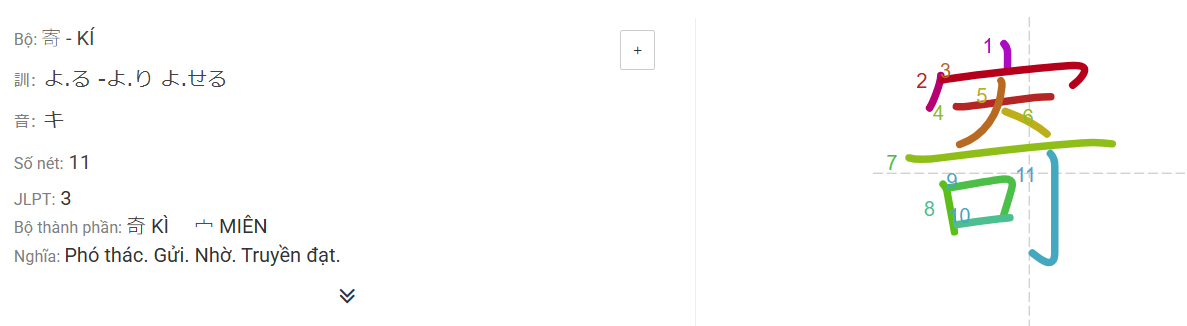 Bộ: 寄 - KÍ
+
訓: よ.る -よ.り よ.せる
音: キ
Số nét: 11
JLPT: 3
Bộ thành phần: 奇 KÌ 宀 MIÊN
Nghĩa: Phó thác. Gửi. Nhờ. Truyền đạt.
寄
1
2
3
4
5
6
7
8
9
10
11